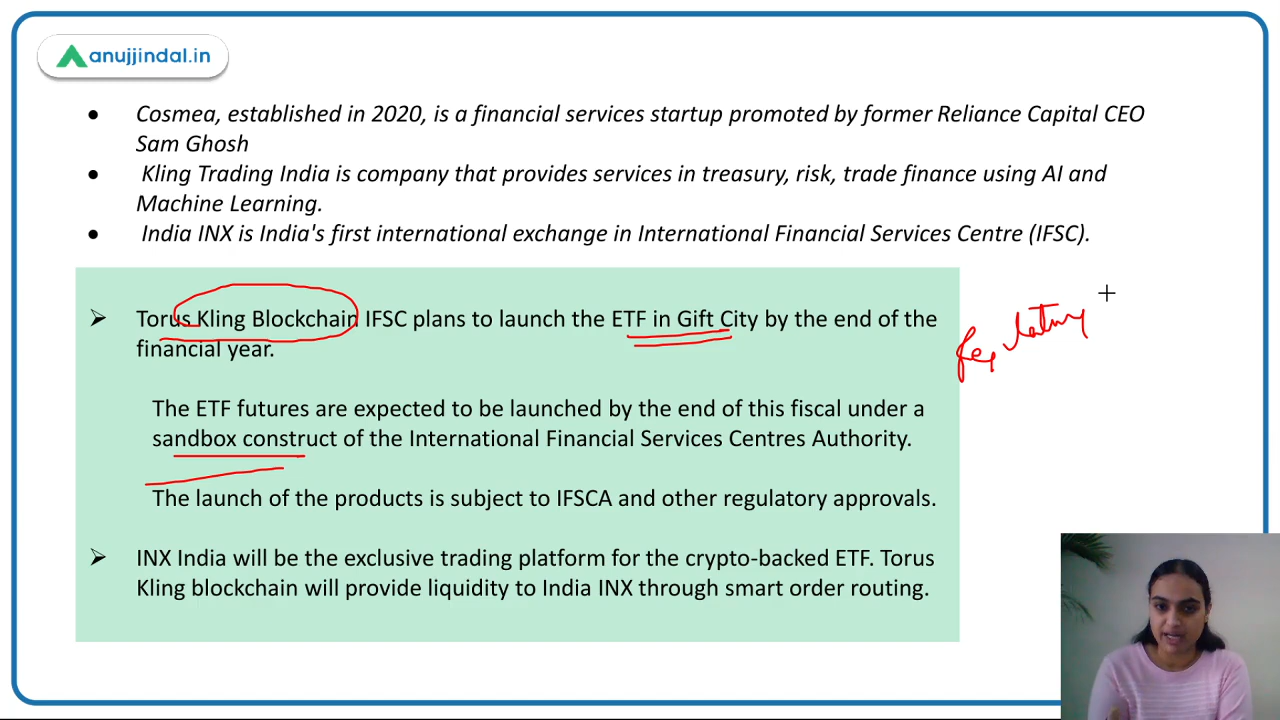 anujjindal.in
● Cosmea, established in 2020, is a financial services startup promoted by former Reliance Capital CEO
Sam Ghosh
● Kling Trading India is company that provides services in treasury, risk, trade finance using AI and
Machine Learning.
● India INX is India's first international exchange in International Financial Services Centre (IFSC).
➢ Torus Kling Blockchain IFSC plans to launch the ETF in Gift City by the end of the
financial year.
Regulatory
The ETF futures are expected to be launched by the end of this fiscal under a
sandbox construct of the International Financial Services Centres Authority.
The launch of the products is subject to IFSCA and other regulatory approvals.
➢ INX India will be the exclusive trading platform for the crypto-backed ETF. Torus
Kling blockchain will provide liquidity to India INX through smart order routing.